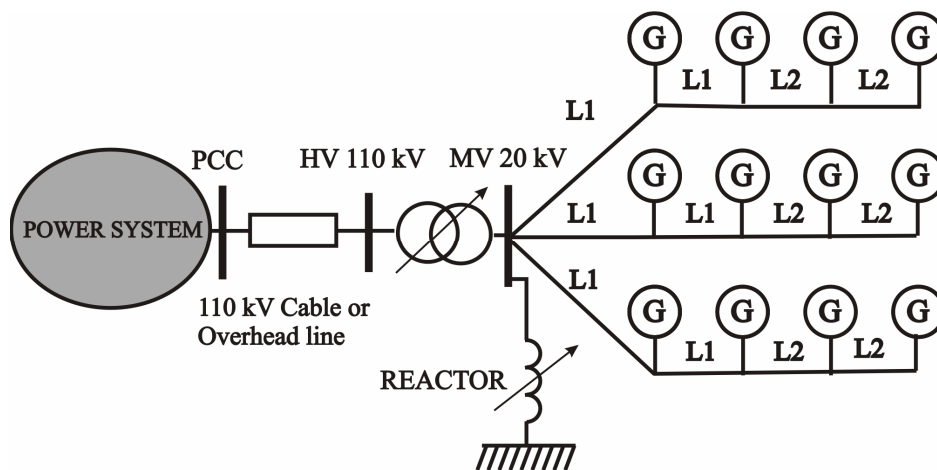 G G G G
L1 L2 L2
L1
PCC HV 110 kV MV 20 kV
POWER SYSTEM
G G G G
L1 L1 L2 L2
L1
110 kV Cable or
Overhead line
G G G G
L1 L2 L2
REACTOR